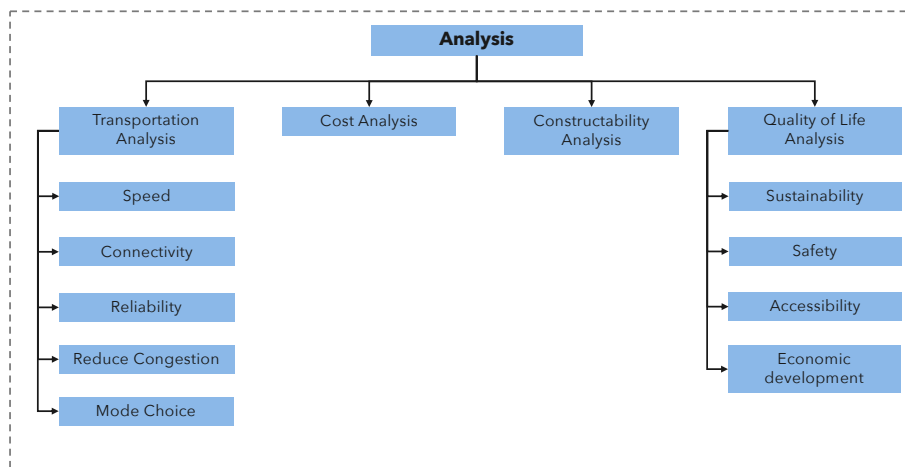 Analysis
Transportation
Analysis
Cost Analysis
Constructability
Analysis
Quality of Life
Analysis
Speed
Connectivity
Reliability
Reduce Congestion
Mode Choice
Sustainability
Safety
Accessibility
Economic
development